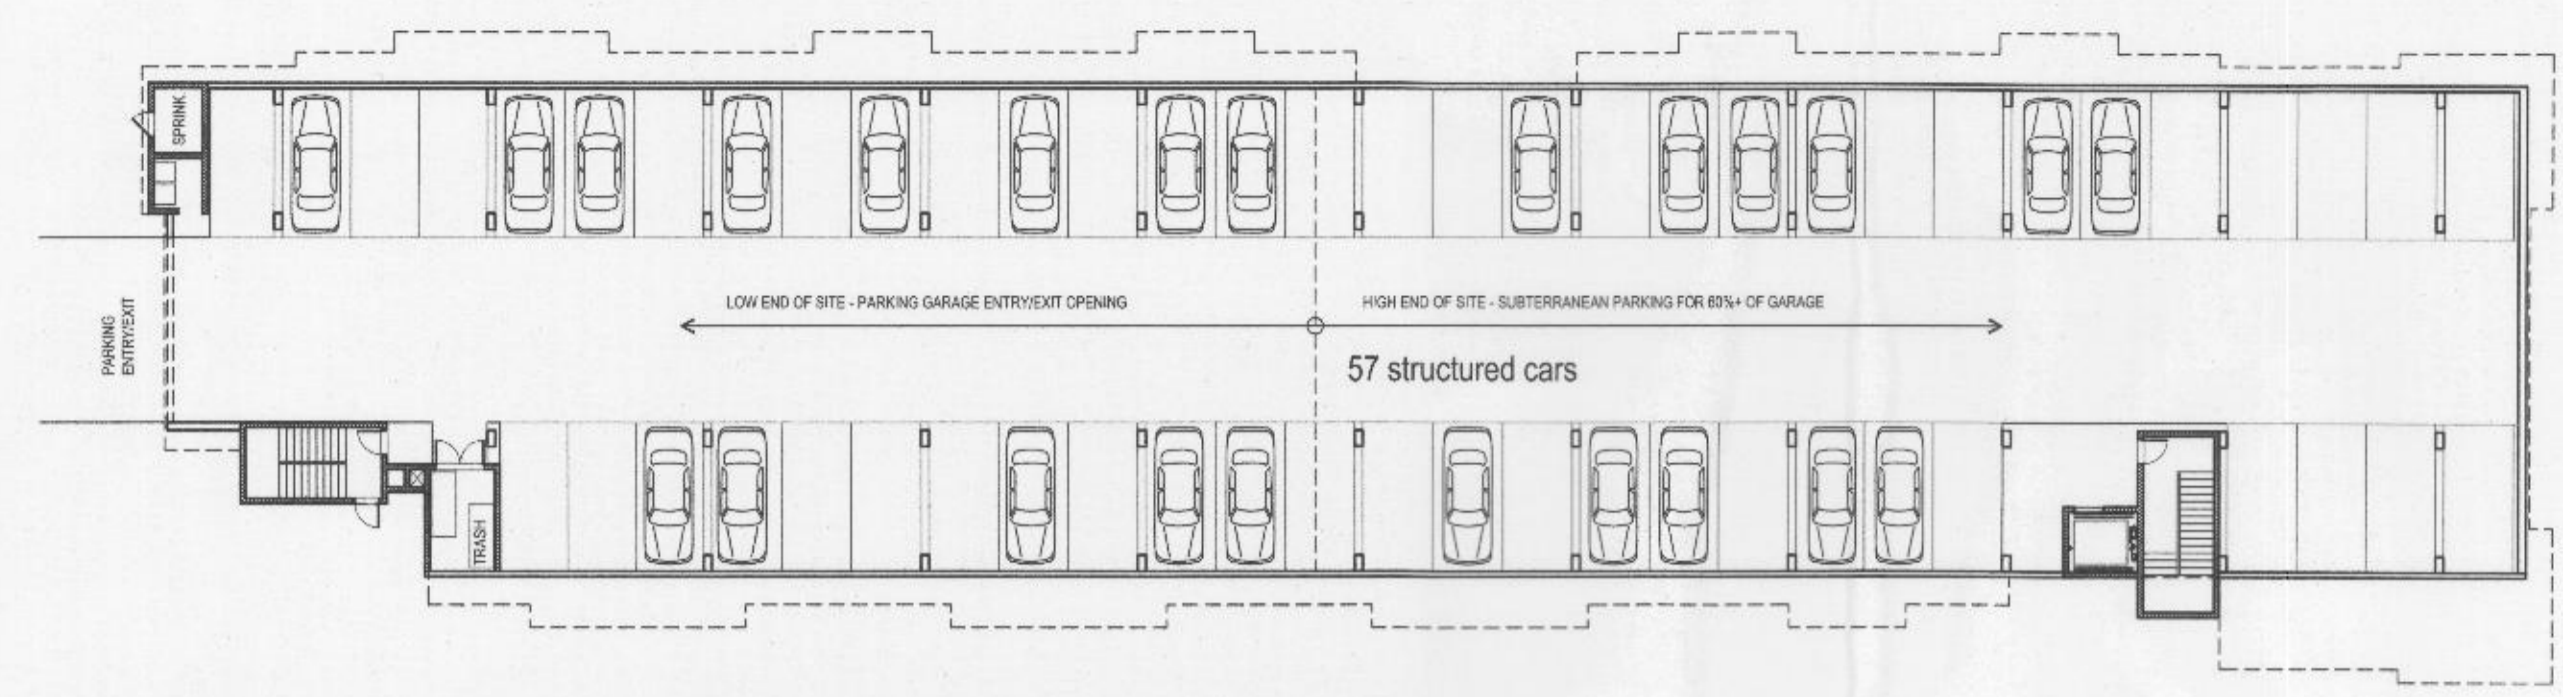 SPRINK.
LOW END OF SITE - PARKING GARAGE ENTRY/EXIT OPENING
HIGH END OF SITE - SUBTERRANEAN PARKING FOR 60%+ OF GARAGE
PARKING
ENTRY/EXIT
57 structured cars
TRASH